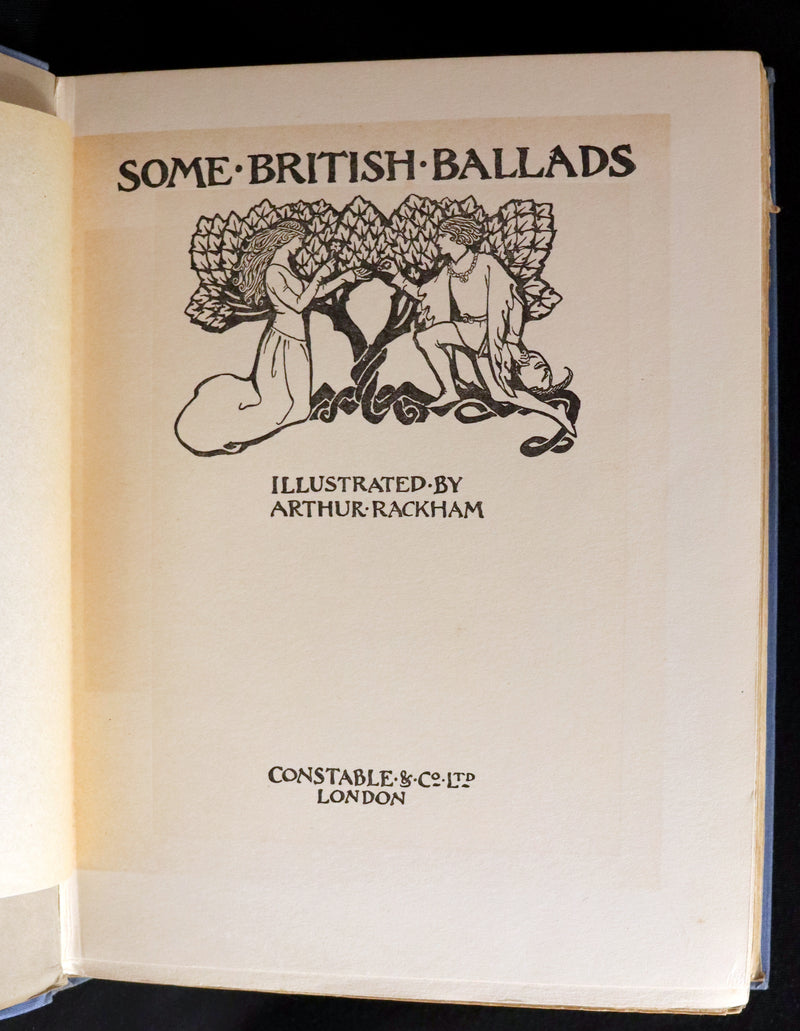 SOME·BRITISH·BALLADS
ILLUSTRATED·BY
ARTHUR·RACKHAM
CONSTABLE·&·Cº·LTD
LONDON